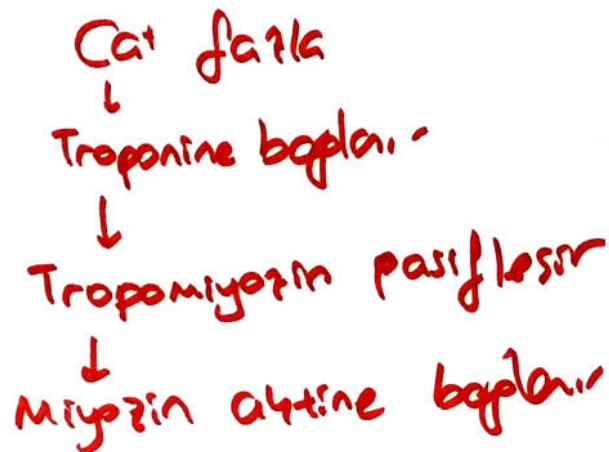 Ca⁺ fazla
↓
Troponine bağlanır
↓
Tropomiyozin pasifleşir
↓
Miyozin aktine bağlanır